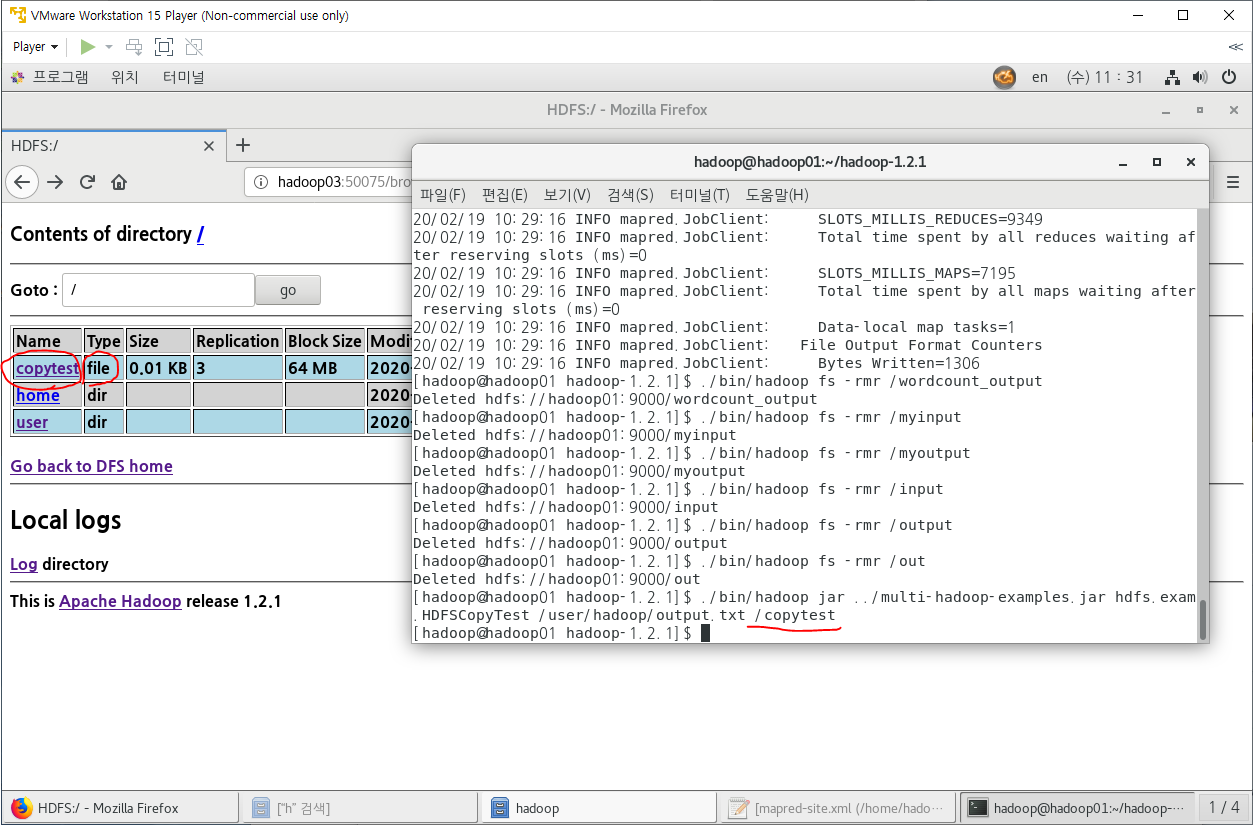 VMware Workstation 15 Player (Non-commercial use only)
Player
프로그램 위치 터미널 en (수) 11 : 31
HDFS:/ - Mozilla Firefox
HDFS:/
hadoop03:50075/bro
Contents of directory /
Goto : / go
Name Type Size Replication Block Size Modi
copytest file 0.01 KB 3 64 MB 2020-
home dir 2020-
user dir 2020-
Go back to DFS home
Local logs
Log directory
This is Apache Hadoop release 1.2.1
hadoop@hadoop01:~/hadoop-1.2.1
파일(F) 편집(E) 보기(V) 검색(S) 터미널(T) 도움말(H)
20/02/19 10:29:16 INFO mapred.JobClient: SLOTS_MILLIS_REDUCES=9349
20/02/19 10:29:16 INFO mapred.JobClient: Total time spent by all reduces waiting af
ter reserving slots (ms)=0
20/02/19 10:29:16 INFO mapred.JobClient: SLOTS_MILLIS_MAPS=7195
20/02/19 10:29:16 INFO mapred.JobClient: Total time spent by all maps waiting after
reserving slots (ms)=0
20/02/19 10:29:16 INFO mapred.JobClient: Data-local map tasks=1
20/02/19 10:29:16 INFO mapred.JobClient: File Output Format Counters
20/02/19 10:29:16 INFO mapred.JobClient: Bytes Written=1306
[hadoop@hadoop01 hadoop-1.2.1]$ ./bin/hadoop fs -rmr /wordcount_output
Deleted hdfs://hadoop01:9000/wordcount_output
[hadoop@hadoop01 hadoop-1.2.1]$ ./bin/hadoop fs -rmr /myinput
Deleted hdfs://hadoop01:9000/myinput
[hadoop@hadoop01 hadoop-1.2.1]$ ./bin/hadoop fs -rmr /myoutput
Deleted hdfs://hadoop01:9000/myoutput
[hadoop@hadoop01 hadoop-1.2.1]$ ./bin/hadoop fs -rmr /input
Deleted hdfs://hadoop01:9000/input
[hadoop@hadoop01 hadoop-1.2.1]$ ./bin/hadoop fs -rmr /output
Deleted hdfs://hadoop01:9000/output
[hadoop@hadoop01 hadoop-1.2.1]$ ./bin/hadoop fs -rmr /out
Deleted hdfs://hadoop01:9000/out
[hadoop@hadoop01 hadoop-1.2.1]$ ./bin/hadoop jar ../multi-hadoop-examples.jar hdfs.exam
.HDFSCopyTest /user/hadoop/output.txt /copytest
[hadoop@hadoop01 hadoop-1.2.1]$
HDFS:/ - Mozilla Firefox ["h" 검색] hadoop [mapred-site.xml (/home/hado… hadoop@hadoop01:~/hadoop-… 1 / 4